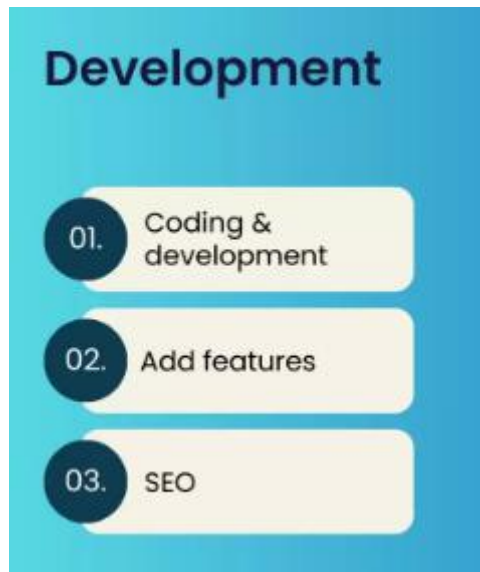 Development
01.
Coding &
development
02.
Add features
03.
SEO